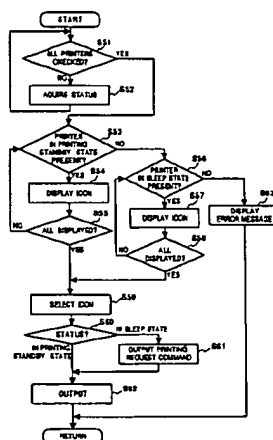 START
S51
ALL PRINTERS
CHECKED?
YES
NO
S52
ACQUIRE STATUS
S53
PRINTER
IN PRINTING
STANDBY STATE
PRESENT?
NO
YES
S54
DISPLAY ICON
S55
NO
ALL DISPLAYED?
YES
S56
PRINTER
IN SLEEP STATE
PRESENT?
NO
YES
S57
DISPLAY ICON
S58
NO
ALL
DISPLAYED?
YES
S63
DISPLAY
ERROR MESSAGE
S59
SELECT ICON
S60
STATUS?
IN SLEEP STATE
IN PRINTING
STANDBY STATE
S61
OUTPUT PRINTING
REQUEST COMMAND
S62
OUTPUT
RETURN